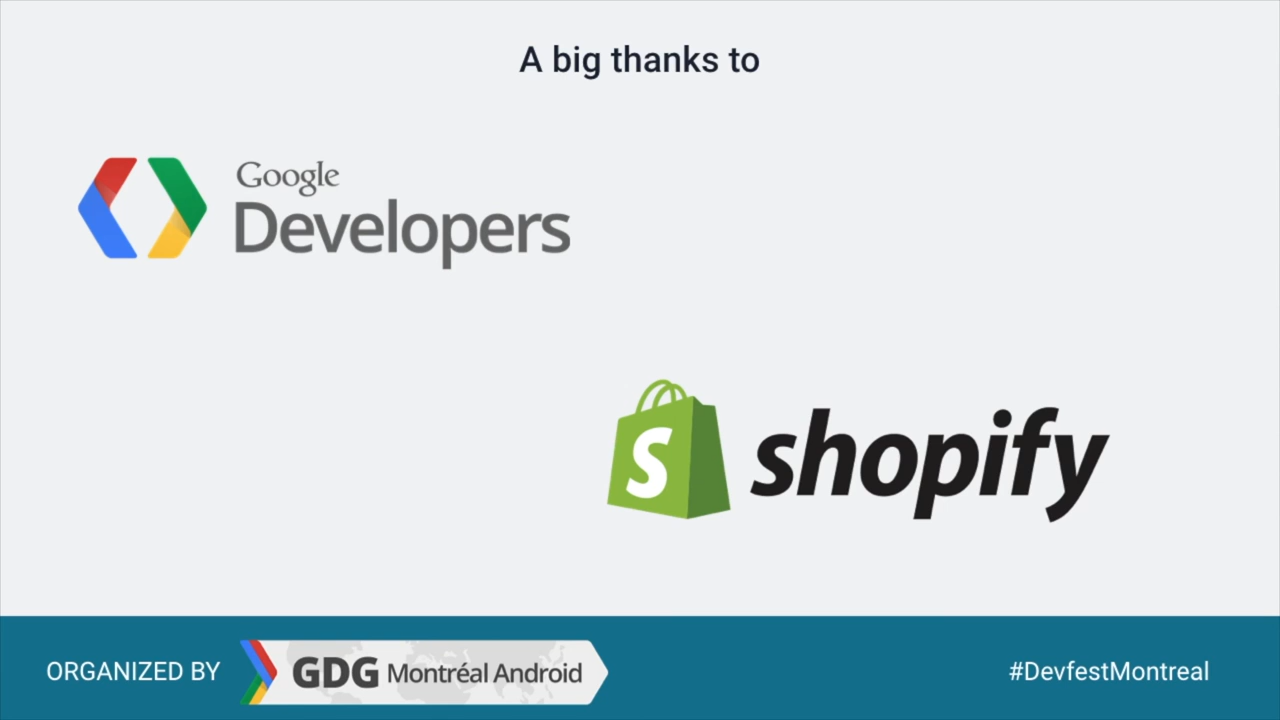 A big thanks to
Google
Developers
S shopify
ORGANIZED BY GDG Montréal Android #DevfestMontreal